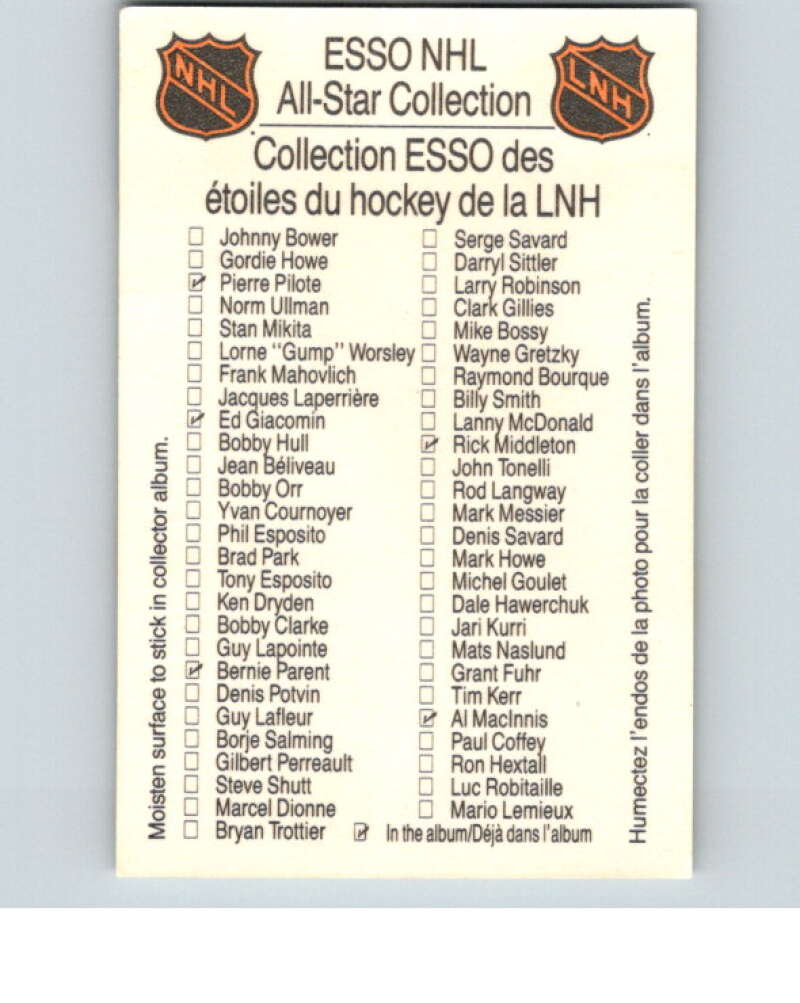 NHL
LNH
ESSO NHL
All-Star Collection
Collection ESSO des
étoiles du hockey de la LNH
Johnny Bower
Gordie Howe
Pierre Pilote
Norm Ullman
Stan Mikita
Lorne "Gump" Worsley
Frank Mahovlich
Jacques Laperrière
Ed Giacomin
Bobby Hull
Jean Béliveau
Bobby Orr
Yvan Cournoyer
Phil Esposito
Brad Park
Tony Esposito
Ken Dryden
Bobby Clarke
Guy Lapointe
Bernie Parent
Denis Potvin
Guy Lafleur
Borje Salming
Gilbert Perreault
Steve Shutt
Marcel Dionne
Bryan Trottier
Serge Savard
Darryl Sittler
Larry Robinson
Clark Gillies
Mike Bossy
Wayne Gretzky
Raymond Bourque
Billy Smith
Lanny McDonald
Rick Middleton
John Tonelli
Rod Langway
Mark Messier
Denis Savard
Mark Howe
Michel Goulet
Dale Hawerchuk
Jari Kurri
Mats Naslund
Grant Fuhr
Tim Kerr
Al MacInnis
Paul Coffey
Ron Hextall
Luc Robitaille
Mario Lemieux
In the album/Déjà dans l'album
Moisten surface to stick in collector album.
Humectez l'endos de la photo pour la coller dans l'album.